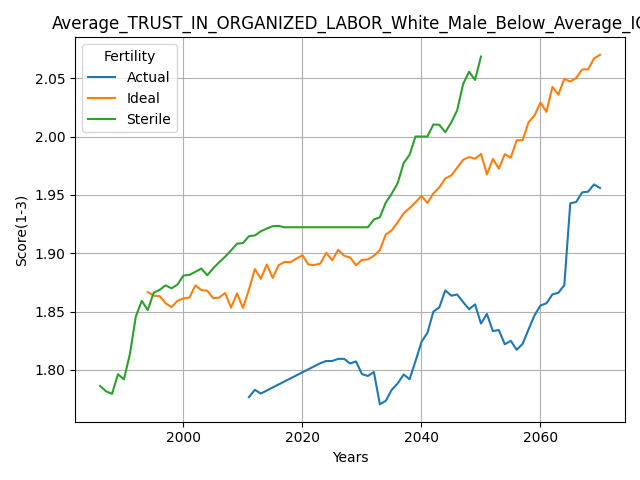 Average_TRUST_IN_ORGANIZED_LABOR_White_Male_Below_Average_IQ
Fertility
Actual
Ideal
Sterile
2.05
2.00
1.95
1.90
1.85
1.80
Score(1-3)
2000
2020
2040
2060
Years